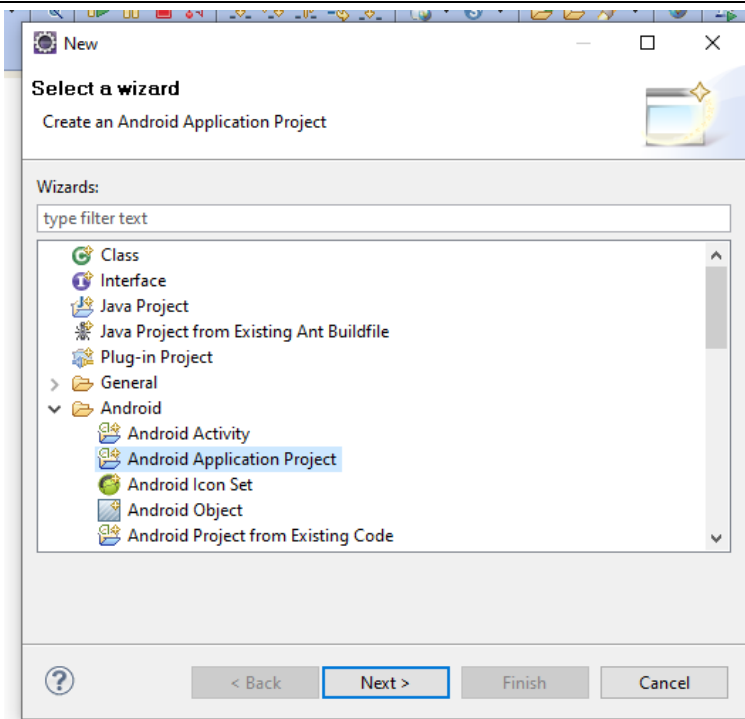 New
Select a wizard
Create an Android Application Project
Wizards:
type filter text
Class
Interface
Java Project
Java Project from Existing Ant Buildfile
Plug-in Project
General
Android
Android Activity
Android Application Project
Android Icon Set
Android Object
Android Project from Existing Code
< Back Next > Finish Cancel